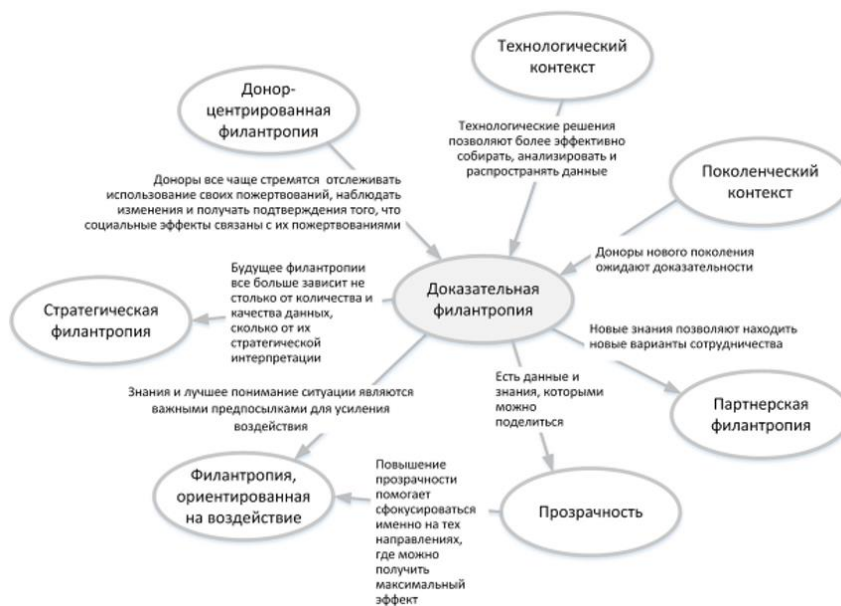 Технологический
контекст
Донор-
центрированная
филантропия
Технологические решения
позволяют более эффективно
собирать, анализировать и
распространять данные
Поколенческий
контекст
Доноры все чаще стремятся отслеживать
использование своих пожертвований, наблюдать
изменения и получать подтверждения того, что
социальные эффекты связаны с их пожертвованиями
Доноры нового поколения
ожидают доказательности
Будущее филантропии
все больше зависит не
столько от количества и
качества данных,
сколько от их
стратегической
интерпретации
Доказательная
филантропия
Стратегическая
филантропия
Новые знания позволяют находить
новые варианты сотрудничества
Знания и лучшее понимание ситуации являются
важными предпосылками для усиления
воздействия
Есть данные и
знания, которыми
можно
поделиться
Партнерская
филантропия
Филантропия,
ориентированная
на воздействие
Повышение
прозрачности
помогает
сфокусироваться
именно на тех
направлениях,
где можно
получить
максимальный
эффект
Прозрачность